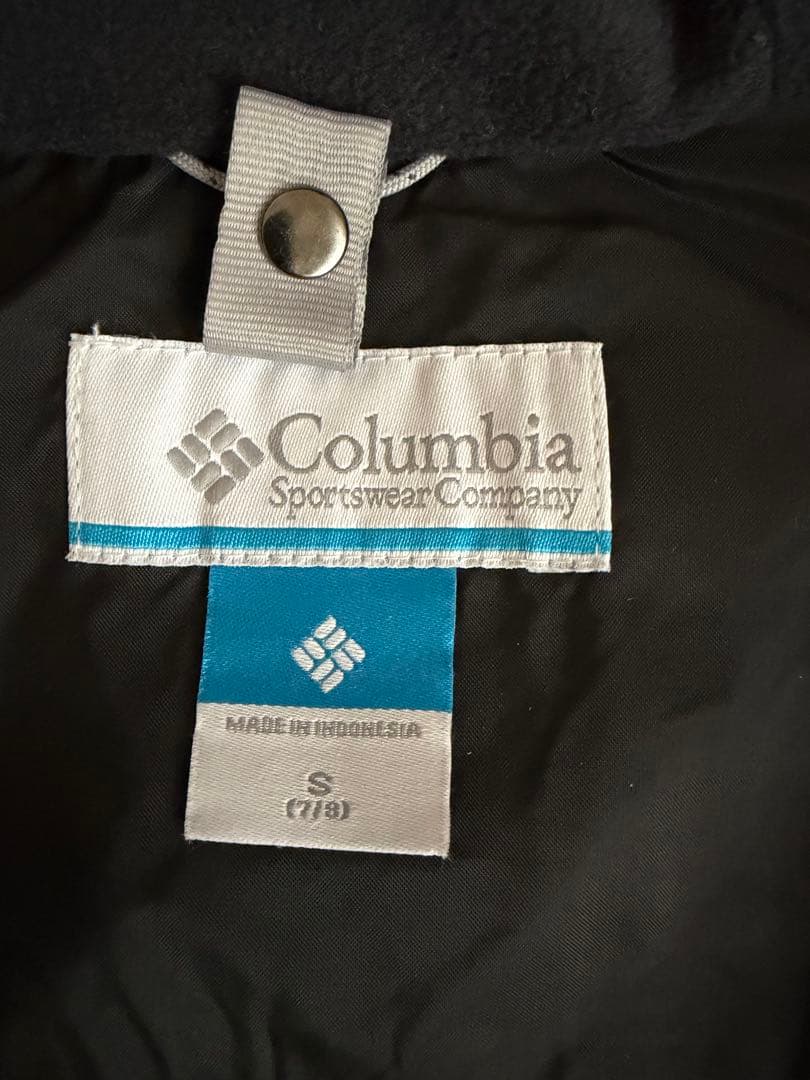 Columbia
Sportswear Company
MADE IN INDONESIA
S
(7/8)